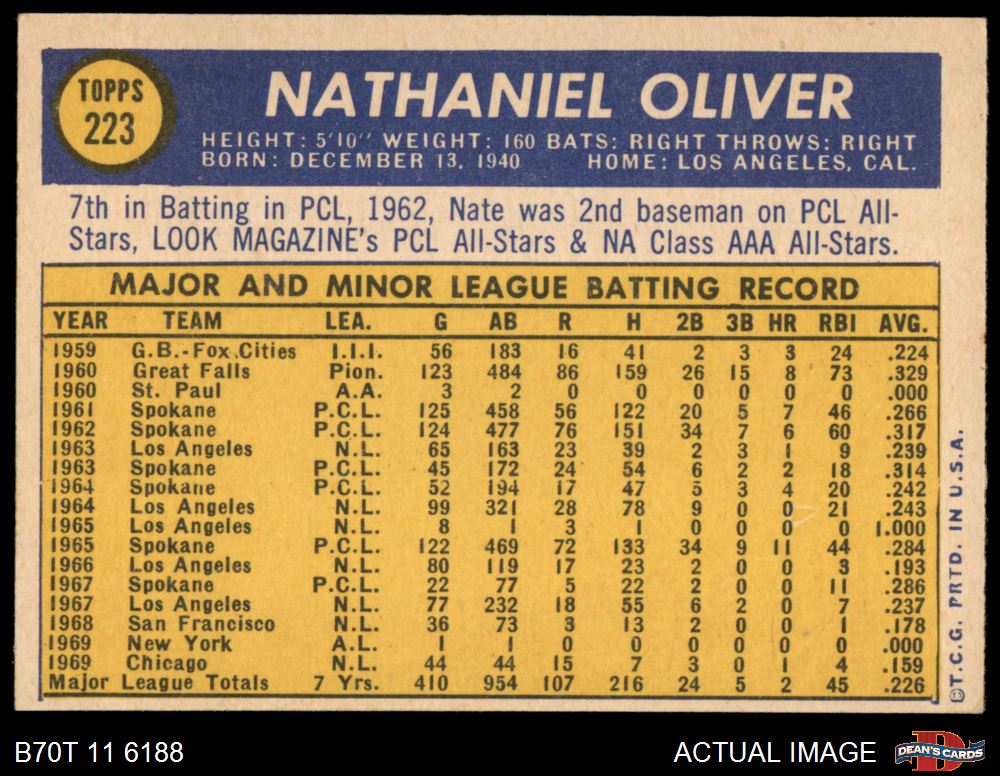 TOPPS
223
NATHANIEL OLIVER
HEIGHT: 5'10" WEIGHT: 160 BATS: RIGHT THROWS: RIGHT
BORN: DECEMBER 13, 1940 HOME: LOS ANGELES, CAL.
7th in Batting in PCL, 1962, Nate was 2nd baseman on PCL All-
Stars, LOOK MAGAZINE's PCL All-Stars & NA Class AAA All-Stars.
MAJOR AND MINOR LEAGUE BATTING RECORD
YEAR TEAM LEA. G AB R H 2B 3B HR RBI AVG.
1959 G.B.-Fox Cities I.I.I. 56 183 16 41 2 3 3 24 .224
1960 Great Falls Pion. 123 484 86 159 26 15 8 73 .329
1960 St. Paul A.A. 3 2 0 0 0 0 0 0 .000
1961 Spokane P.C.L. 125 458 56 122 20 5 7 46 .266
1962 Spokane P.C.L. 124 477 76 151 34 7 6 60 .317
1963 Los Angeles N.L. 65 163 23 39 2 3 1 9 .239
1963 Spokane P.C.L. 45 172 24 54 6 2 2 18 .314
1964 Spokane P.C.L. 52 194 17 47 5 3 4 20 .242
1964 Los Angeles N.L. 99 321 28 78 9 0 0 21 .243
1965 Los Angeles N.L. 8 1 3 1 0 0 0 0 1.000
1965 Spokane P.C.L. 122 469 72 133 34 9 11 44 .284
1966 Los Angeles N.L. 80 119 17 23 2 0 0 3 .193
1967 Spokane P.C.L. 22 77 5 22 2 0 0 11 .286
1967 Los Angeles N.L. 77 232 18 55 6 2 0 7 .237
1968 San Francisco N.L. 36 73 3 13 2 0 0 1 .178
1969 New York A.L. 1 1 0 0 0 0 0 0 .000
1969 Chicago N.L. 44 44 15 7 3 0 1 4 .159
Major League Totals 7 Yrs. 410 954 107 216 24 5 2 45 .226
©T.C.G. PRTD. IN U.S.A.
B70T 11 6188
ACTUAL IMAGE
DEAN'S CARDS